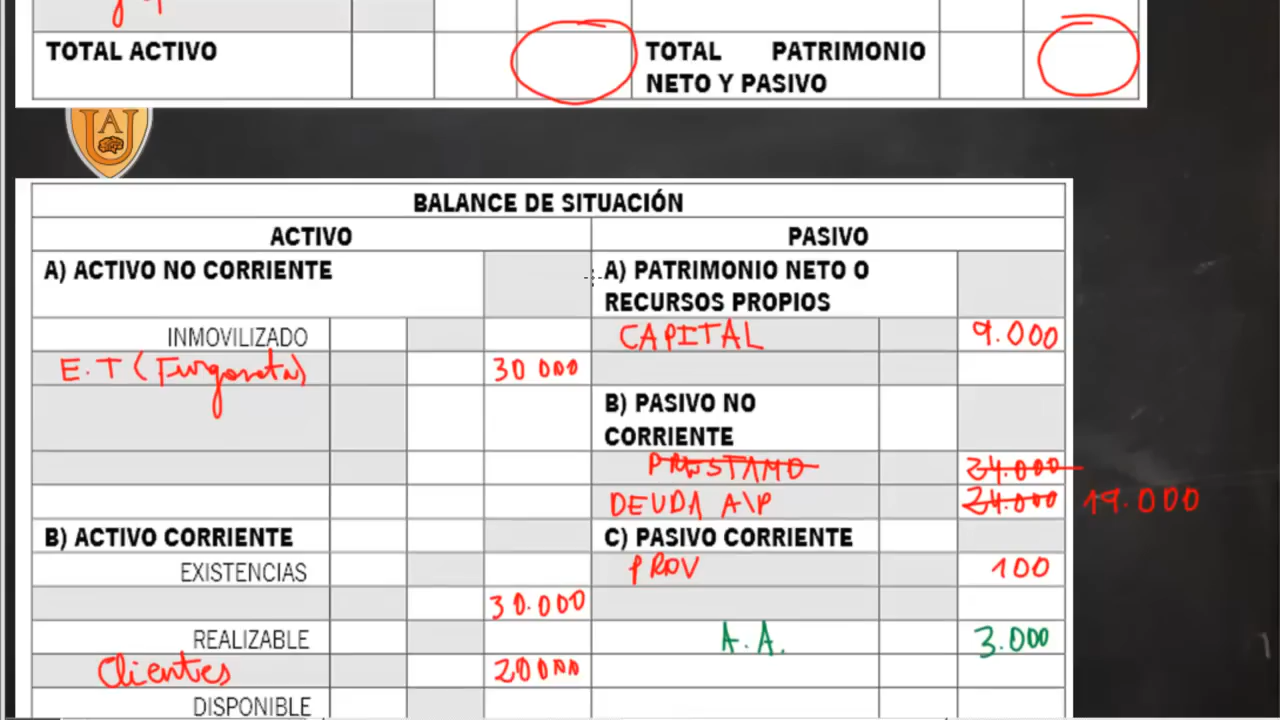 TOTAL ACTIVO
TOTAL PATRIMONIO
NETO Y PASIVO
BALANCE DE SITUACIÓN
ACTIVO
PASIVO
A) ACTIVO NO CORRIENTE
A) PATRIMONIO NETO O
RECURSOS PROPIOS
INMOVILIZADO
CAPITAL
9.000
E.T (Furgoneta)
30 000
B) PASIVO NO
CORRIENTE
PRESTAMO
24.000
DEUDA A\P
24.000 19.000
B) ACTIVO CORRIENTE
C) PASIVO CORRIENTE
EXISTENCIAS
PROV
100
30.000
REALIZABLE
A.A.
3.000
Clientes
20000
DISPONIBLE